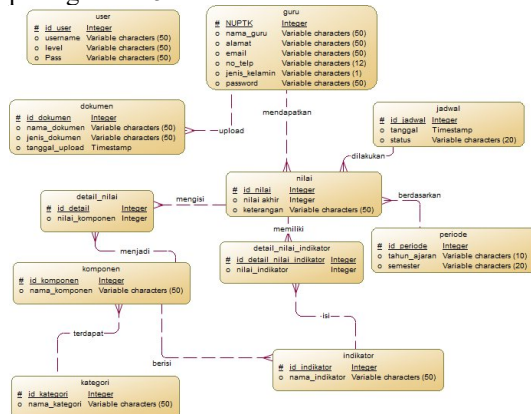 user
# id_user Integer
o username Variable characters (50)
o level Variable characters (50)
o Pass Variable characters (50)
guru
# NUPTK Integer
o nama_guru Variable characters (50)
o alamat Variable characters (50)
o email Variable characters (50)
o no_telp Variable characters (12)
o jenis_kelamin Variable characters (1)
o password Variable characters (50)
dokumen
# id_dokumen Integer
o nama_dokumen Variable characters (50)
o jenis_dokumen Variable characters (50)
o tanggal_upload Timestamp
upload
mendapatkan
jadwal
# id_jadwal Integer
o tanggal Timestamp
o status Variable characters (20)
dilakukan
nilai
# id_nilai Integer
o nilai akhir Integer
o keterangan Variable characters (50)
mengisi
berdasarkan
detail_nilai
# id_detail Integer
o nilai_komponen Integer
memiliki
periode
# id_periode Integer
o tahun_ajaran Variable characters (10)
o semester Variable characters (20)
menjadi
detail_nilai_indikator
# id_detail_nilai_indikator Integer
o nilai_indikator Integer
komponen
# id_komponen Integer
o nama_komponen Variable characters (50)
isi
terdapat
berisi
indikator
# id_indikator Integer
o nama_indikator Variable characters (50)
kategori
# id_kategori Integer
o nama_kategori Variable characters (50)